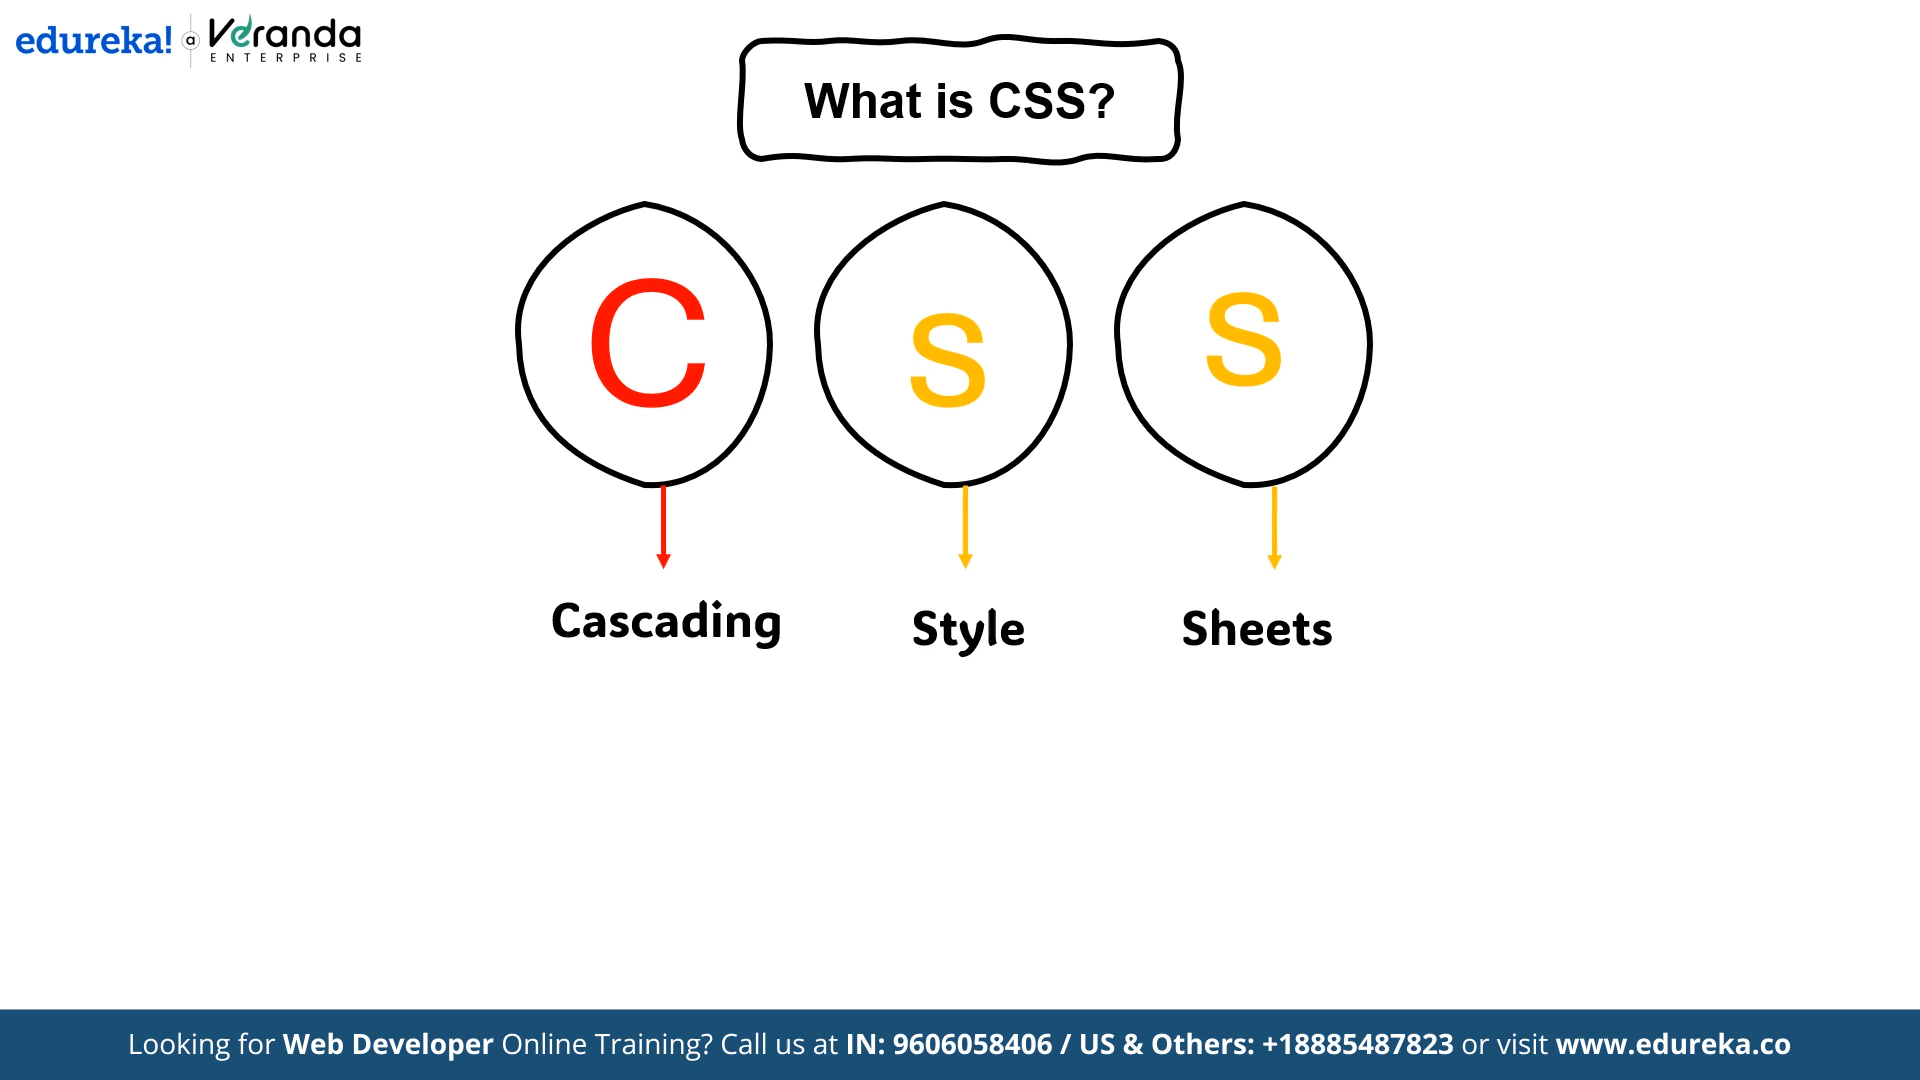 edureka! a Veranda
ENTERPRISE
What is CSS?
C s s
Cascading Style Sheets
Looking for Web Developer Online Training? Call us at IN: 9606058406 / US & Others: +18885487823 or visit www.edureka.co